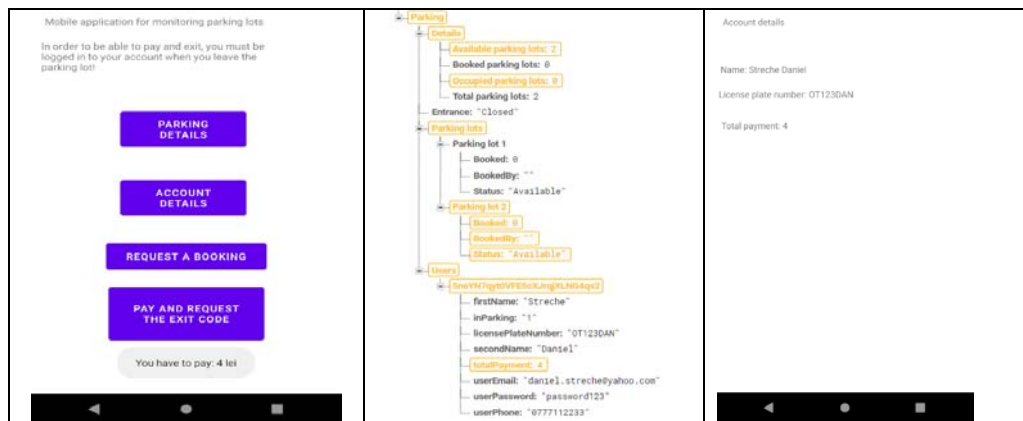 Mobile application for monitoring parking lots
In order to be able to pay and exit, you must be
logged in to your account when you leave the
parking lot!
PARKING
DETAILS
ACCOUNT
DETAILS
REQUEST A BOOKING
PAY AND REQUEST
THE EXIT CODE
You have to pay: 4 lei
Parking
Details
Available parking lots: 2
Booked parking lots: 0
Occupied parking lots: 0
Total parking lots: 2
Entrance: "Closed"
Parking lots
Parking lot 1
Booked: 0
BookedBy: ""
Status: "Available"
Parking lot 2
Booked: 0
BookedBy: ""
Status: "Available"
Users
firstName: "Streche"
inParking: "1"
licensePlateNumber: "OT123DAN"
secondName: "Daniel"
totalPayment: 4
userEmail: "daniel.streche@yahoo.com"
userPassword: "password123"
userPhone: "0777112233"
Account details
Name: Streche Daniel
License plate number: OT123DAN
Total payment: 4